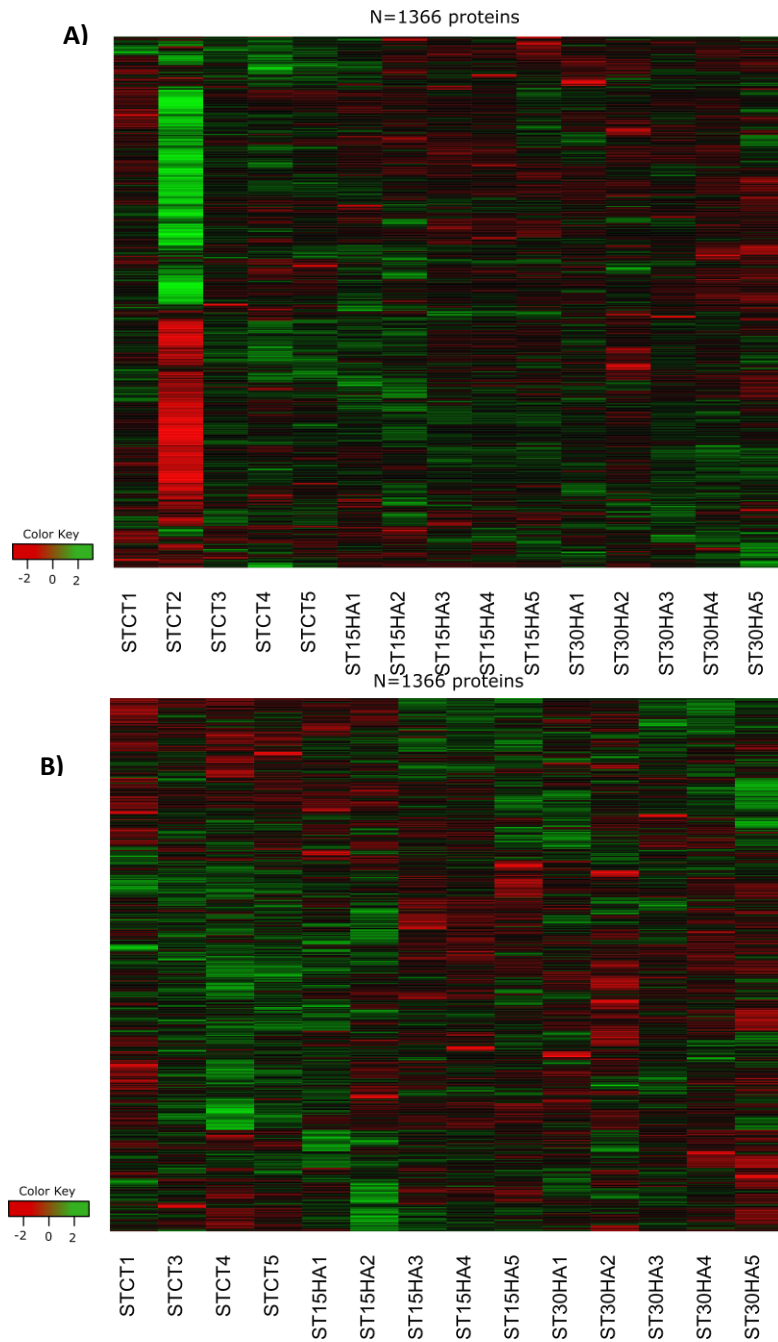 N=1366 proteins
A)
Color Key
-2 0 2
STCT1 STCT2 STCT3 STCT4 STCT5 ST15HA1 ST15HA2 ST15HA3 ST15HA4 ST15HA5 ST30HA1 ST30HA2 ST30HA3 ST30HA4 ST30HA5
N=1366 proteins
B)
Color Key
-2 0 2
STCT1 STCT3 STCT4 STCT5 ST15HA1 ST15HA2 ST15HA3 ST15HA4 ST15HA5 ST30HA1 ST30HA2 ST30HA3 ST30HA4 ST30HA5